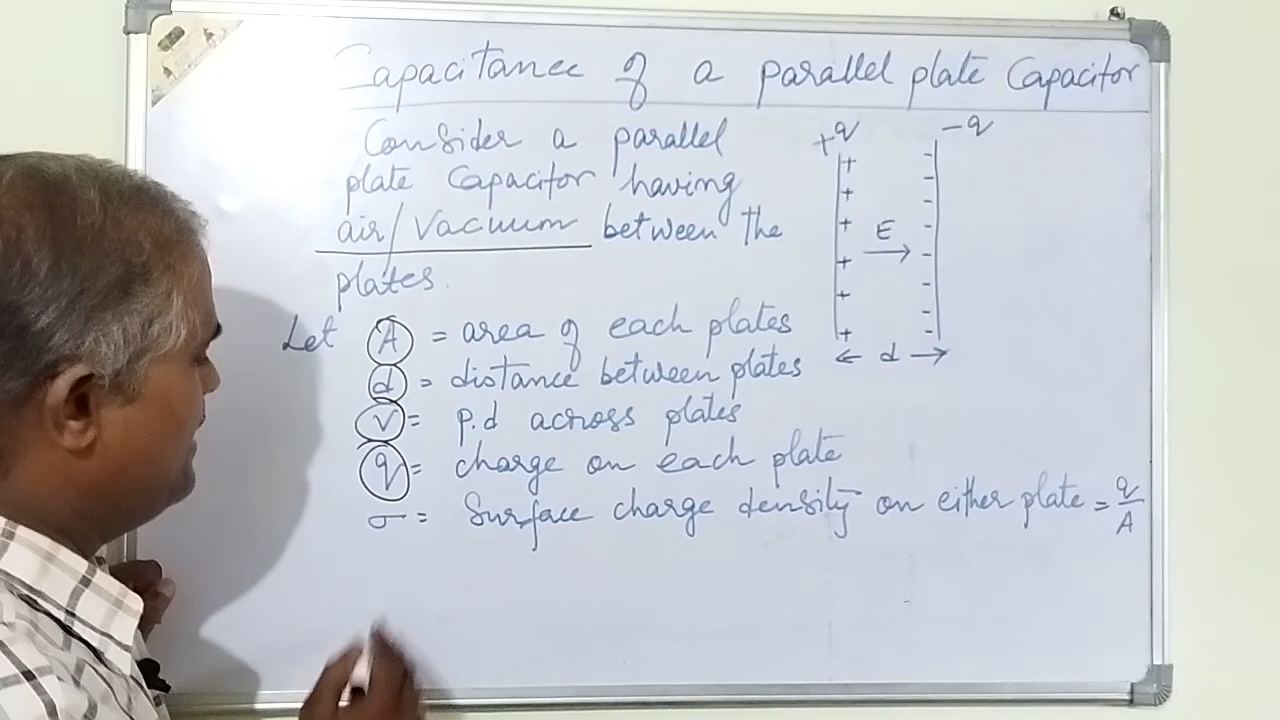 Capacitance of a parallel plate Capacitor
Consider a parallel
plate Capacitor having
air/Vacuum between the
plates.
+q -q
E
d
Let A = area of each plates
d = distance between plates
V = p.d across plates
q = charge on each plate
σ = Surface charge density on either plate = q/A